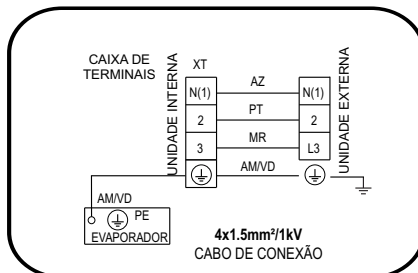 CAIXA DE
TERMINAIS
UNIDADE INTERNA
XT
N(1)
2
3
AZ
PT
MR
AM/VD
N(1)
2
L3
UNIDADE EXTERNA
AM/VD
PE
EVAPORADOR
4x1.5mm²/1kV
CABO DE CONEXÃO